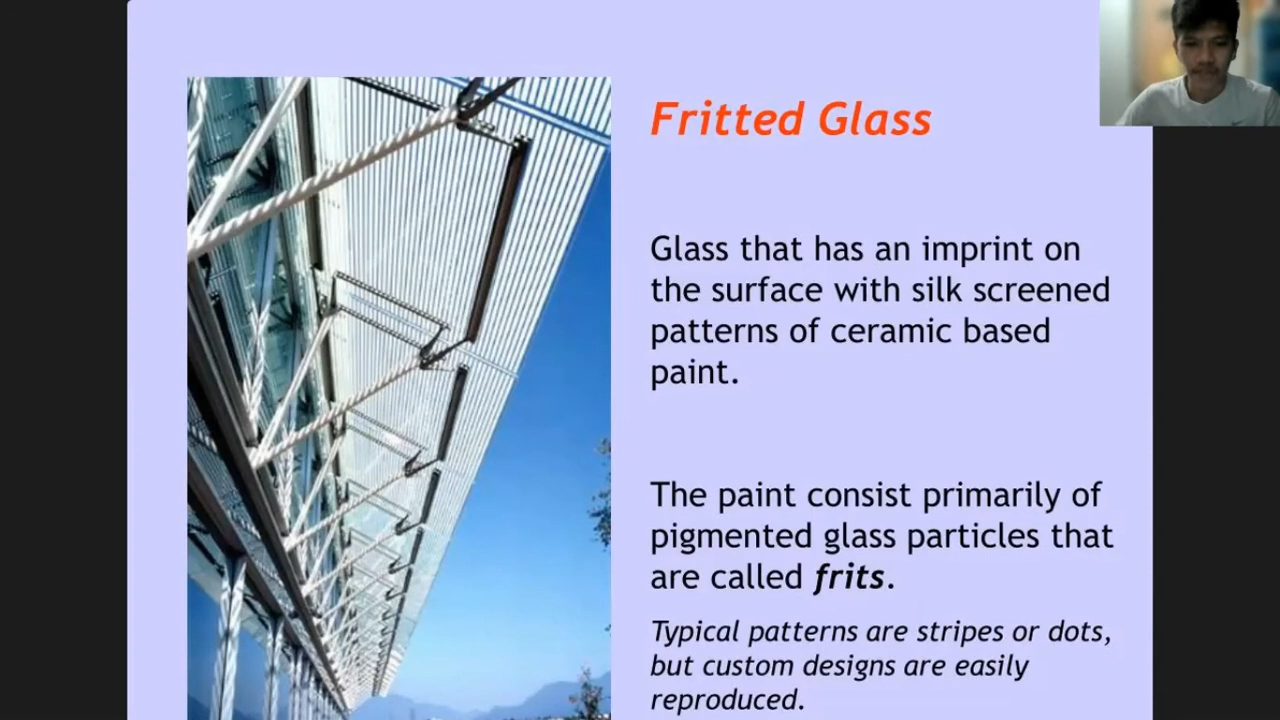 Fritted Glass
Glass that has an imprint on
the surface with silk screened
patterns of ceramic based
paint.
The paint consist primarily of
pigmented glass particles that
are called frits.
Typical patterns are stripes or dots,
but custom designs are easily
reproduced.